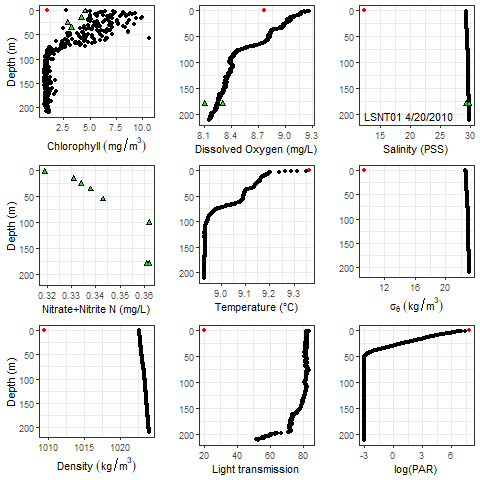 Depth (m)
0
50
100
150
200
2.5 5.0 7.5 10.0
Chlorophyll (mg/m³)
0
50
100
150
200
8.1 8.4 8.7 9.0 9.3
Dissolved Oxygen (mg/L)
0
50
100
150
200
LSNT01 4/20/2010
15 20 25 30
Salinity (PSS)
Depth (m)
0
50
100
150
200
0.32 0.33 0.34 0.35 0.36
Nitrate+Nitrite N (mg/L)
0
50
100
150
200
9.0 9.1 9.2 9.3
Temperature (°C)
0
50
100
150
200
12 16 20
σθ (kg/m³)
Depth (m)
0
50
100
150
200
1010 1015 1020
Density (kg/m³)
0
50
100
150
200
20 40 60 80
Light transmission
0
50
100
150
200
-3 0 3 6
log(PAR)